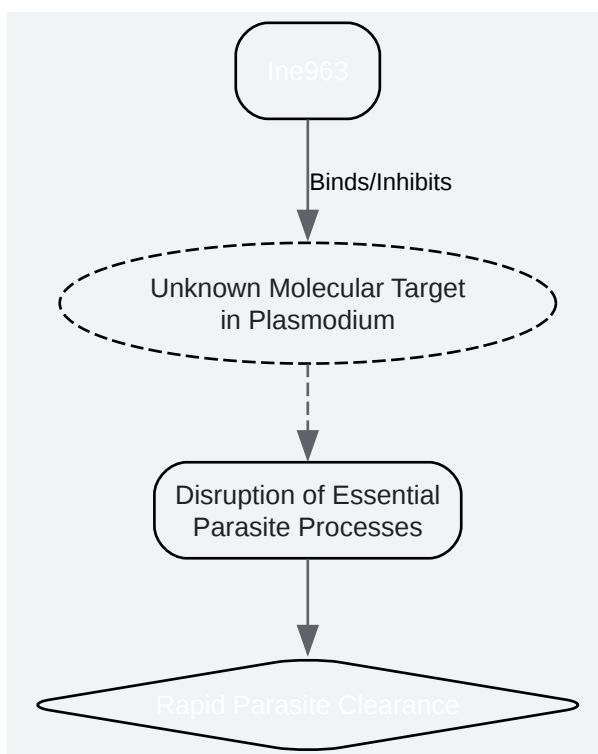 Ine963
Binds/Inhibits
Unknown Molecular Target
in Plasmodium
Disruption of Essential
Parasite Processes
Rapid Parasite Clearance